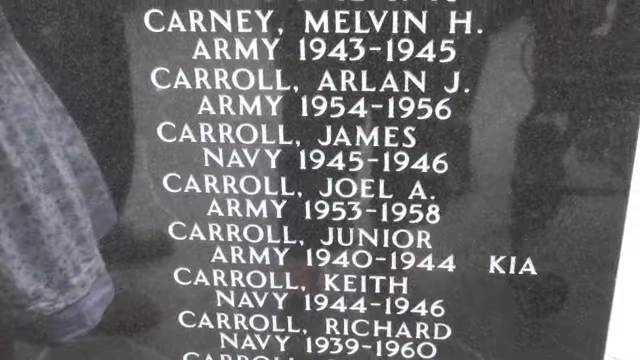 CARNEY, MELVIN H.
ARMY 1943-1945
CARROLL, ARLAN J.
ARMY 1954-1956
CARROLL, JAMES
NAVY 1945-1946
CARROLL, JOEL A.
ARMY 1953-1958
CARROLL, JUNIOR
ARMY 1940-1944 KIA
CARROLL, KEITH
NAVY 1944-1946
CARROLL, RICHARD
NAVY 1939-1960